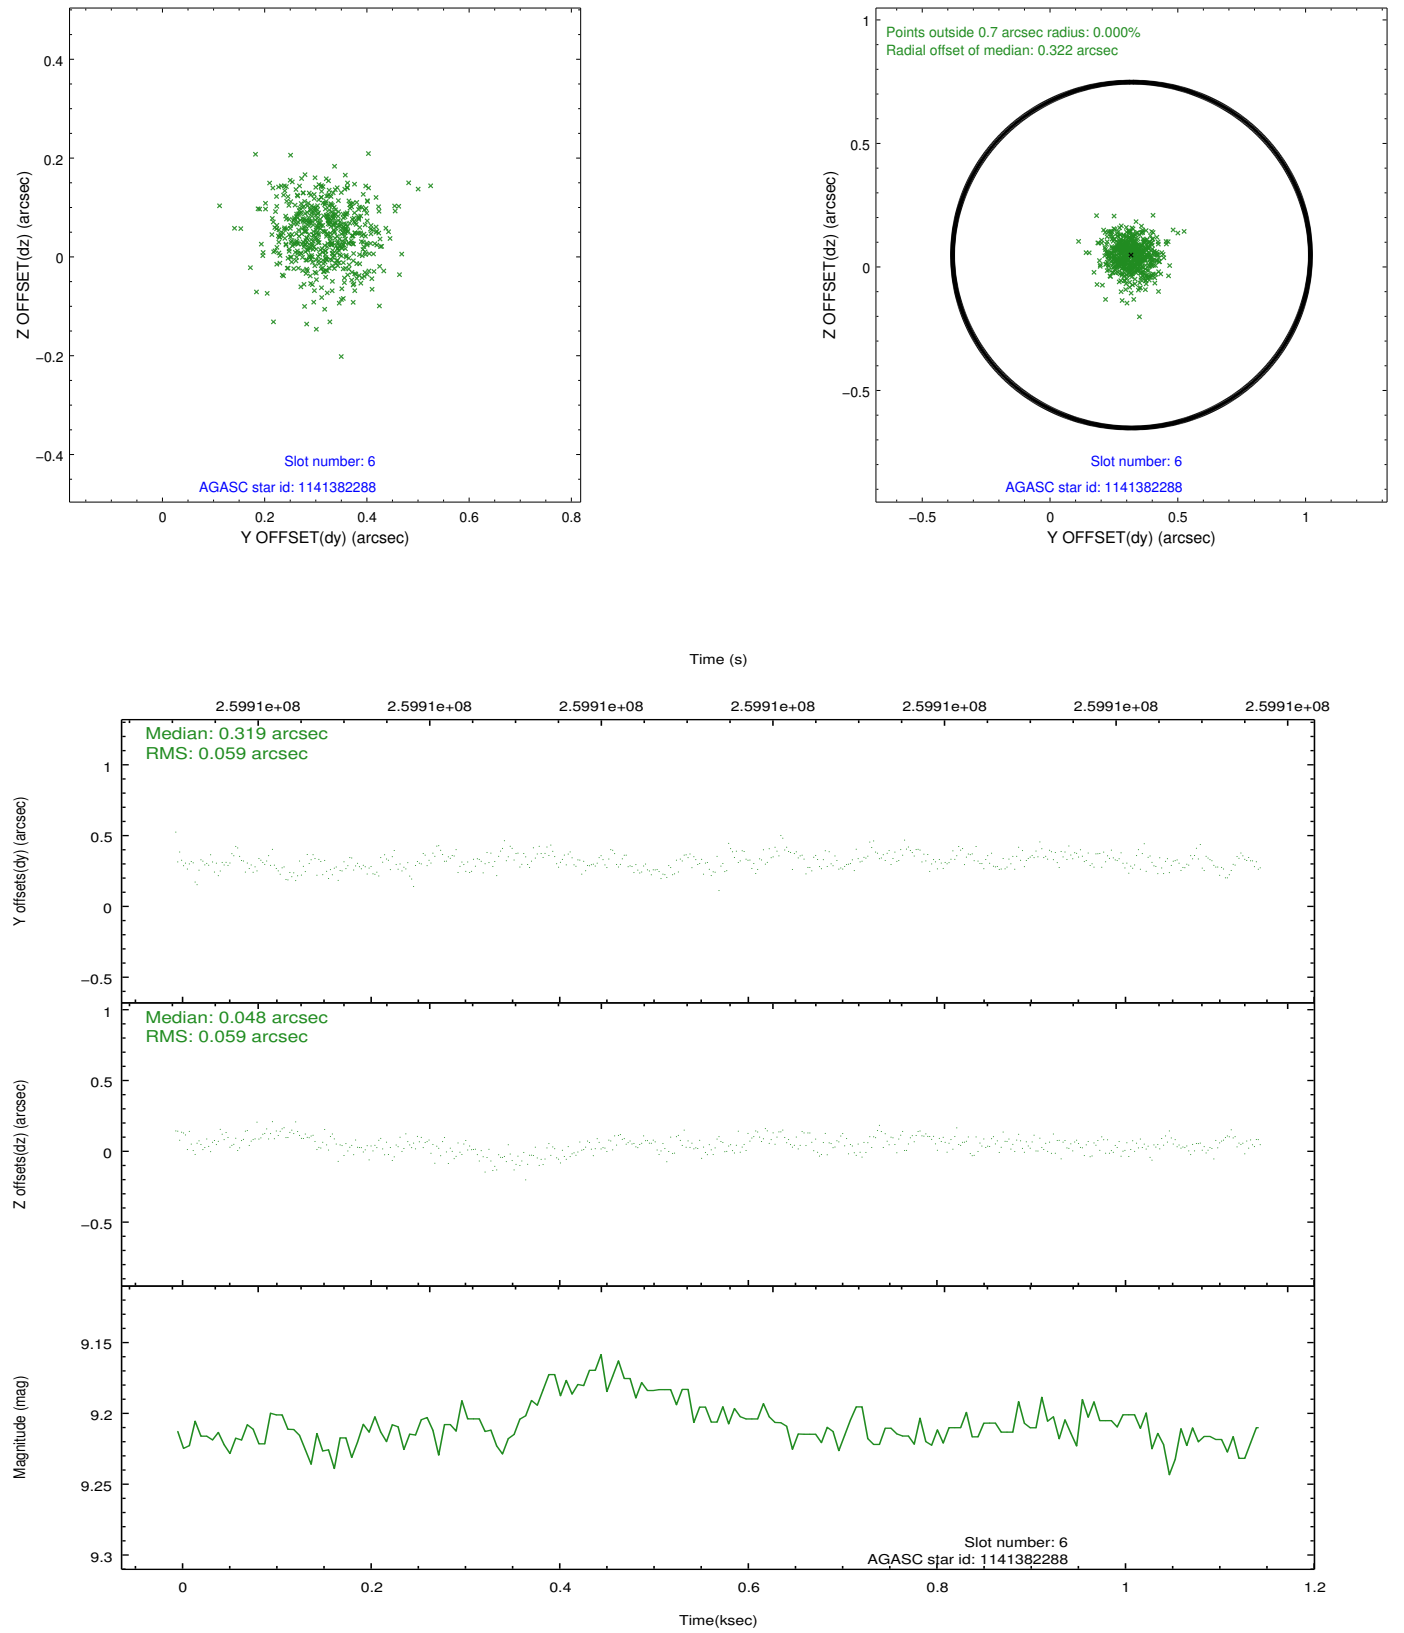 0.4
0.2
0
−0.2
−0.4
Z OFFSET(dz) (arcsec)
Slot number: 6
AGASC star id: 1141382288
0 0.2 0.4 0.6 0.8
Y OFFSET(dy) (arcsec)
Points outside 0.7 arcsec radius: 0.000%
Radial offset of median: 0.322 arcsec
1
0.5
0
−0.5
Z OFFSET(dz) (arcsec)
Slot number: 6
AGASC star id: 1141382288
−0.5 0 0.5 1
Y OFFSET(dy) (arcsec)
Time (s)
2.5991e+08 2.5991e+08 2.5991e+08 2.5991e+08 2.5991e+08 2.5991e+08 2.5991e+08
Median: 0.319 arcsec
RMS: 0.059 arcsec
1
0.5
0
−0.5
Y offsets(dy) (arcsec)
Median: 0.048 arcsec
RMS: 0.059 arcsec
1
0.5
0
−0.5
Z offsets(dz) (arcsec)
9.15
9.2
9.25
9.3
Magnitude (mag)
Slot number: 6
AGASC star id: 1141382288
0 0.2 0.4 0.6 0.8 1 1.2
Time(ksec)